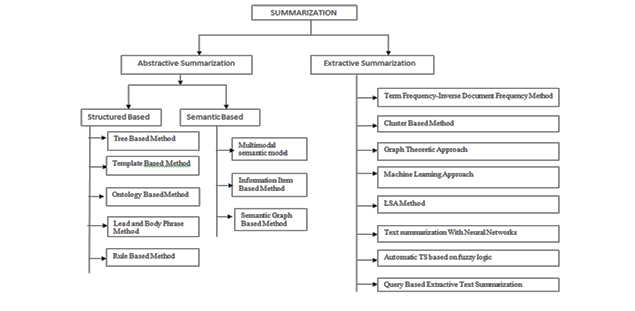 SUMMARIZATION
Abstractive Summarization
Extractive Summarization
Structured Based
Semantic Based
Tree Based Method
Template Based Method
Ontology Based Method
Lead and Body Phrase
Method
Rule Based Method
Multimodal
semantic model
Information Item
Based Method
Semantic Graph
Based Method
Term Frequency-Inverse Document Frequency Method
Cluster Based Method
Graph Theoretic Approach
Machine Learning Approach
LSA Method
Text summarization With Neural Networks
Automatic TS based on fuzzy logic
Query Based Extractive Text Summarization